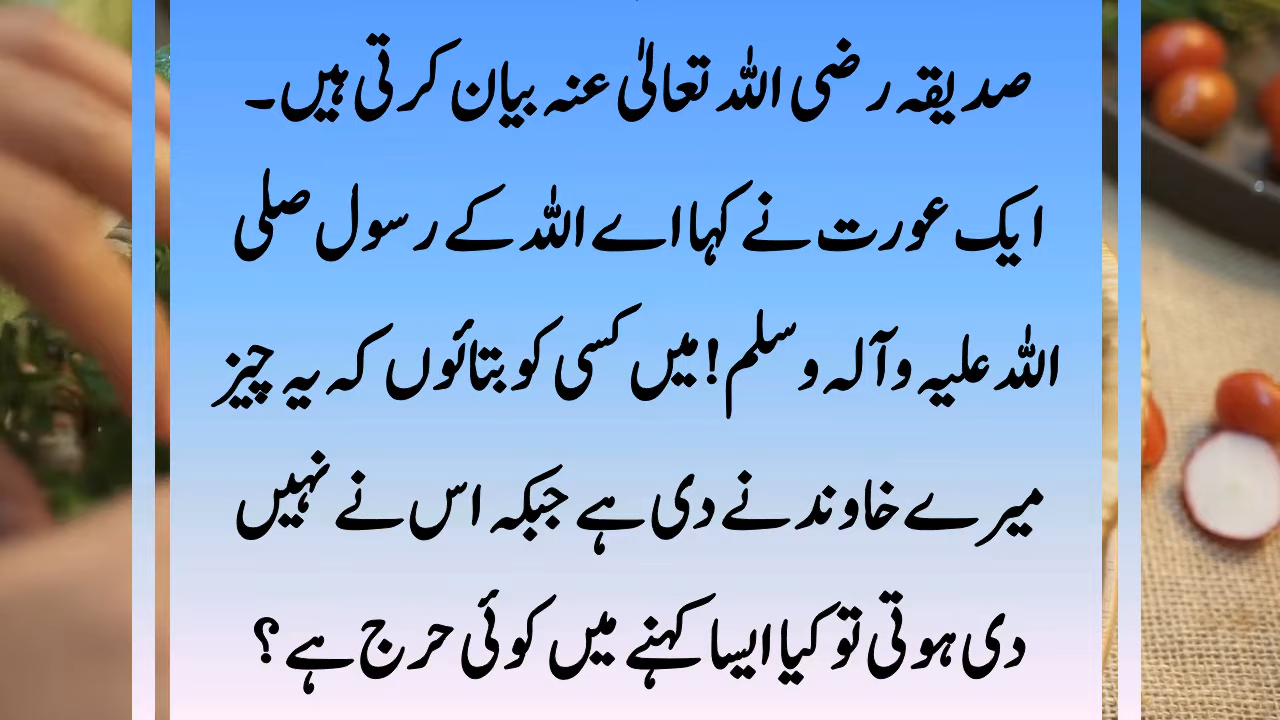 صدیقہ رضی اللہ تعالیٰ عنہ بیان کرتی ہیں۔
ایک عورت نے کہا اے اللہ کے رسول صلی
اللہ علیہ وآلہ وسلم! میں کسی کو بتائوں کہ یہ چیز
میرے خاوند نے دی ہے جبکہ اس نے نہیں
دی ہوتی تو کیا ایسا کہنے میں کوئی حرج ہے؟